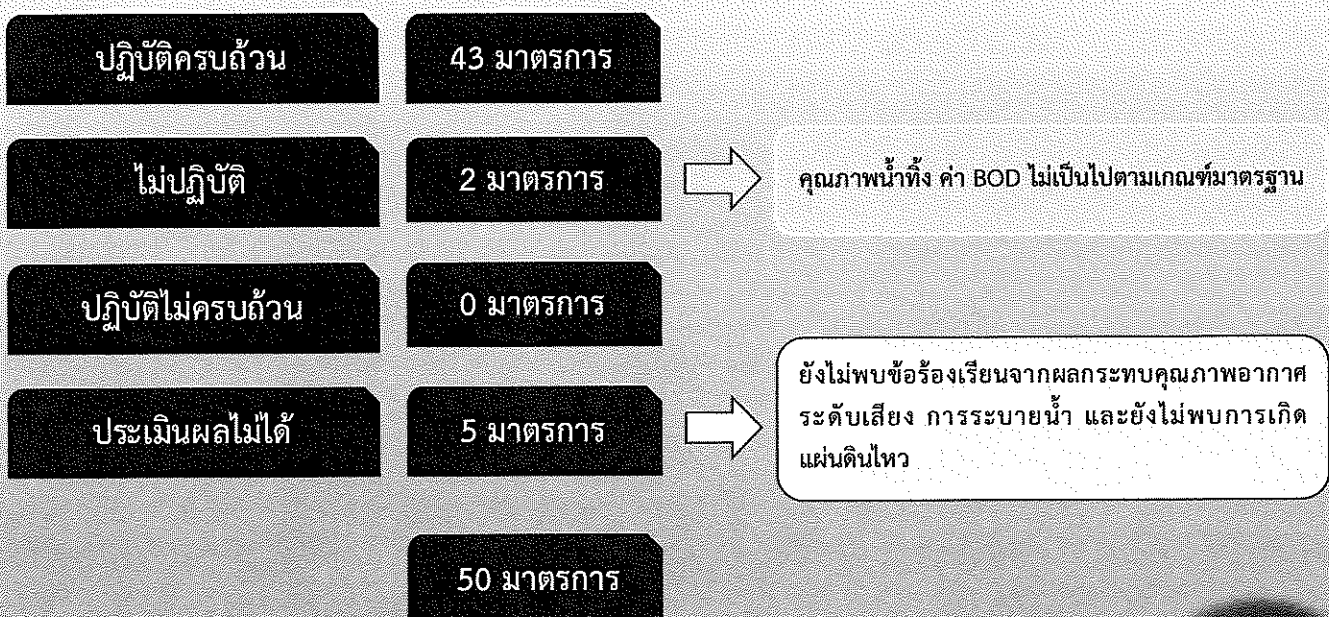 ปฏิบัติครบถ้วน 43 มาตรการ
ไม่ปฏิบัติ 2 มาตรการ คุณภาพน้ำทิ้ง ค่า BOD ไม่เป็นไปตามเกณฑ์มาตรฐาน
ปฏิบัติไม่ครบถ้วน 0 มาตรการ
ประเมินผลไม่ได้ 5 มาตรการ
ยังไม่พบข้อร้องเรียนจากผลกระทบคุณภาพอากาศ
ระดับเสียง การระบายน้ำ และยังไม่พบการเกิด
แผ่นดินไหว
50 มาตรการ